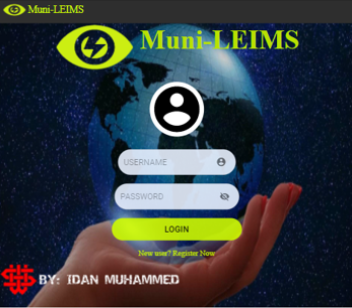 Muni-LEIMS
Muni-LEIMS
USERNAME
PASSWORD
LOGIN
New user? Register Now
BY: IDAN MUHAMMED